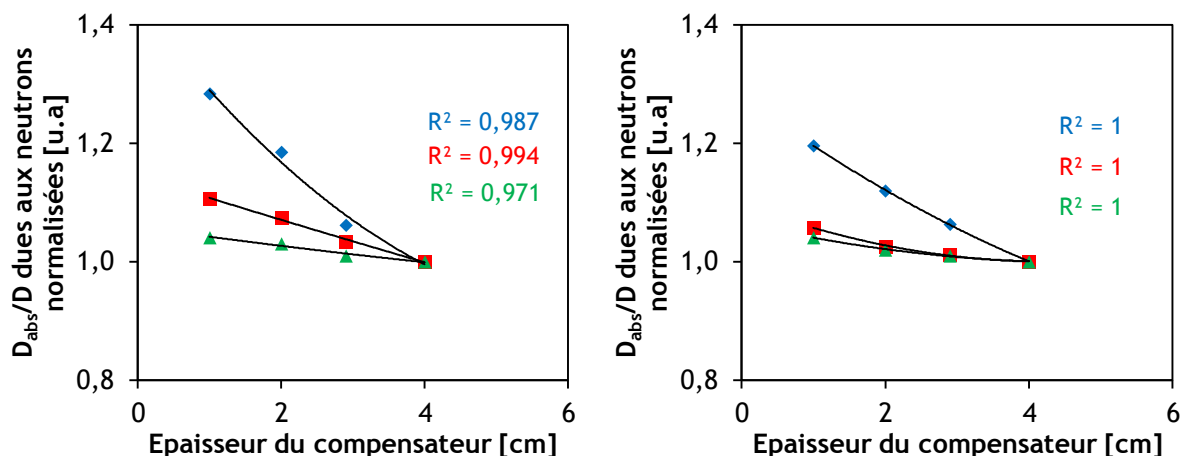 D_abs/D dues aux neutrons
normalisées [u.a]
1,4
1,2
1,0
0,8
0
2
4
6
Epaisseur du compensateur [cm]
R² = 0,987
R² = 0,994
R² = 0,971
D_abs/D dues aux neutrons
normalisées [u.a]
1,4
1,2
1,0
0,8
0
2
4
6
Epaisseur du compensateur [cm]
R² = 1
R² = 1
R² = 1